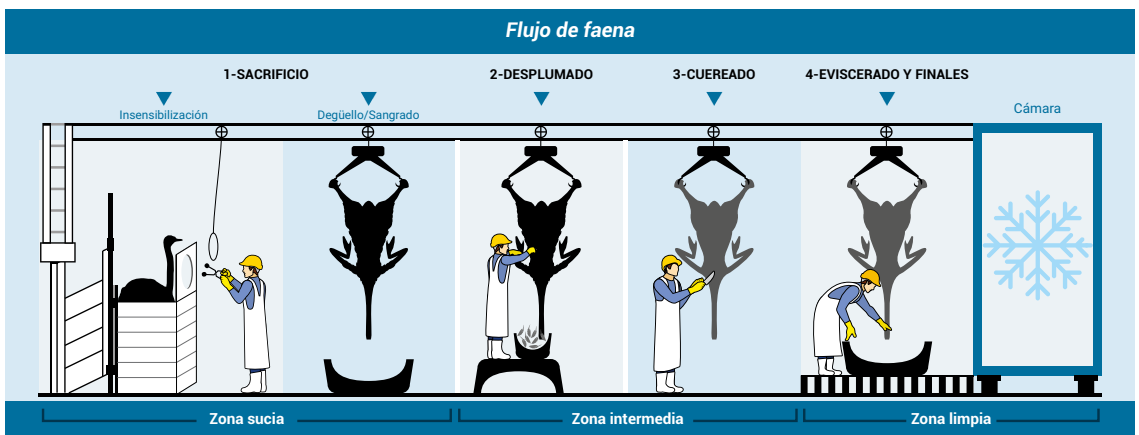 Flujo de faena
1-SACRIFICIO
2-DESPLUMADO
3-CUEREADO
4-EVISCERADO Y FINALES
Insensibilización
Degüello/Sangrado
Cámara
Zona sucia
Zona intermedia
Zona limpia